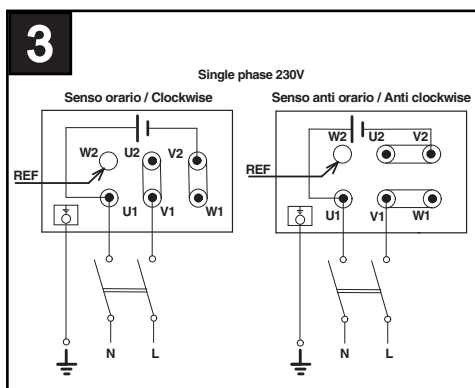 3
Single phase 230V
Senso orario / Clockwise
W2 U2 V2
REF
U1 V1 W1
N L
Senso anti orario / Anti clockwise
W2 U2 V2
REF
U1 V1 W1
N L